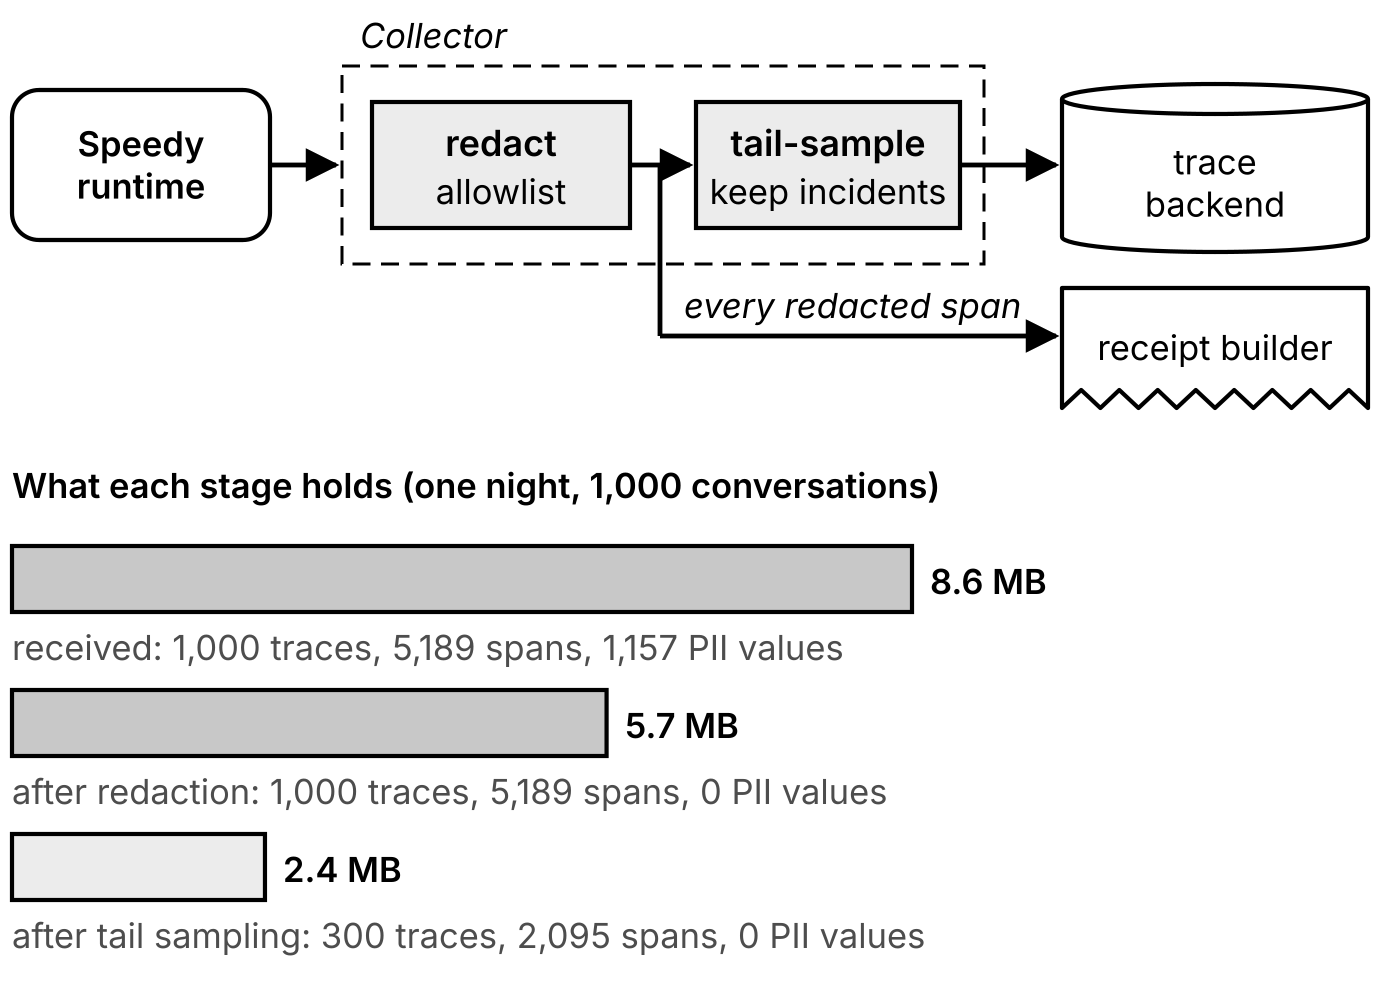 Collector
Speedy
runtime
redact
allowlist
tail-sample
keep incidents
trace
backend
every redacted span
receipt builder
What each stage holds (one night, 1,000 conversations)
8.6 MB
received: 1,000 traces, 5,189 spans, 1,157 PII values
5.7 MB
after redaction: 1,000 traces, 5,189 spans, 0 PII values
2.4 MB
after tail sampling: 300 traces, 2,095 spans, 0 PII values